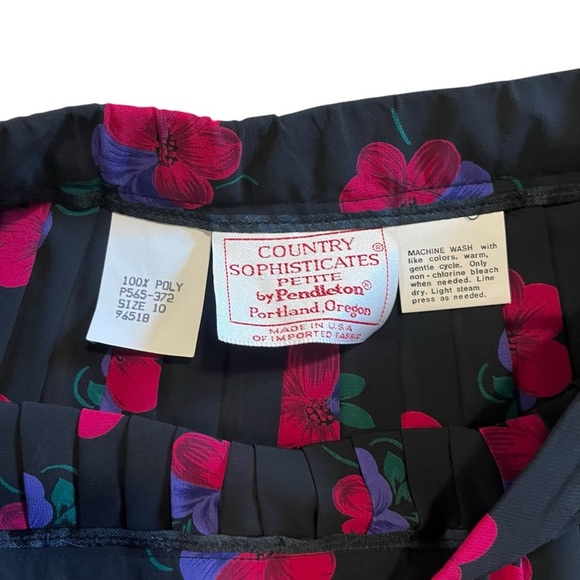 100% POLY
P565-372
SIZE 10
96518
COUNTRY ®
SOPHISTICATES
PETITE
by Pendleton®
Portland, Oregon
MADE IN U.S.A
OF IMPORTED FABRIC
MACHINE WASH with
like colors, warm,
gentle cycle. Only
non-chlorine bleach
when needed. Line
dry. Light steam
press as needed.